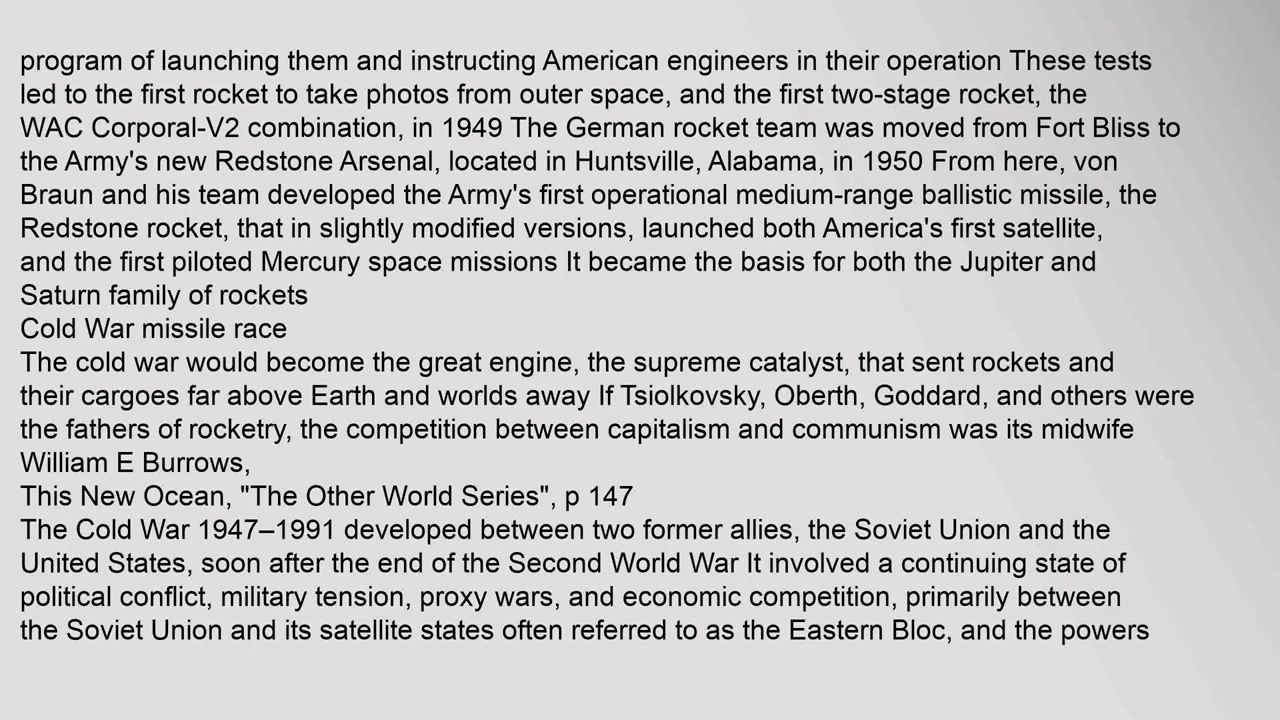 program of launching them and instructing American engineers in their operation These tests
led to the first rocket to take photos from outer space, and the first two-stage rocket, the
WAC Corporal-V2 combination, in 1949 The German rocket team was moved from Fort Bliss to
the Army's new Redstone Arsenal, located in Huntsville, Alabama, in 1950 From here, von
Braun and his team developed the Army's first operational medium-range ballistic missile, the
Redstone rocket, that in slightly modified versions, launched both America's first satellite,
and the first piloted Mercury space missions It became the basis for both the Jupiter and
Saturn family of rockets
Cold War missile race
The cold war would become the great engine, the supreme catalyst, that sent rockets and
their cargoes far above Earth and worlds away If Tsiolkovsky, Oberth, Goddard, and others were
the fathers of rocketry, the competition between capitalism and communism was its midwife
William E Burrows,
This New Ocean, "The Other World Series", p 147
The Cold War 1947–1991 developed between two former allies, the Soviet Union and the
United States, soon after the end of the Second World War It involved a continuing state of
political conflict, military tension, proxy wars, and economic competition, primarily between
the Soviet Union and its satellite states often referred to as the Eastern Bloc, and the powers